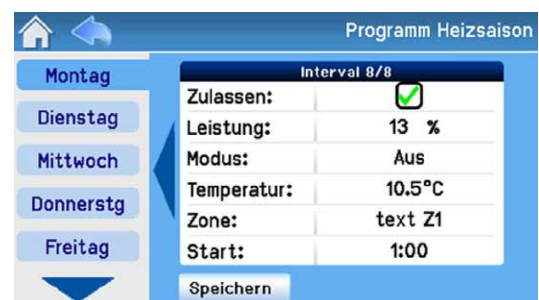 Programm Heizsaison
Montag
Dienstag
Mittwoch
Donnerstg
Freitag
Interval 8/8
Zulassen:
Leistung: 13 %
Modus: Aus
Temperatur: 10.5°C
Zone: text Z1
Start: 1:00
Speichern